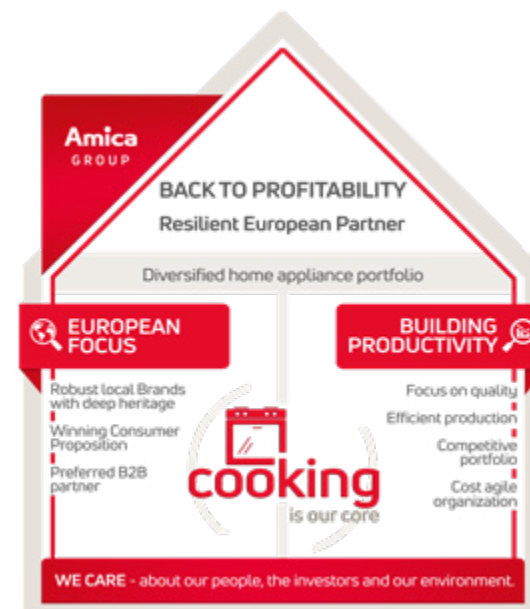 Amica
GROUP
BACK TO PROFITABILITY
Resilient European Partner
Diversified home appliance portfolio
EUROPEAN
FOCUS
Robust local Brands
with deep heritage
Winning Consumer
Proposition
Preferred B2B
partner
BUILDING
PRODUCTIVITY
Focus on quality
Efficient production
Competitive
portfolio
Cost agile
organization
cooking
is our core
WE CARE - about our people, the investors and our environment.